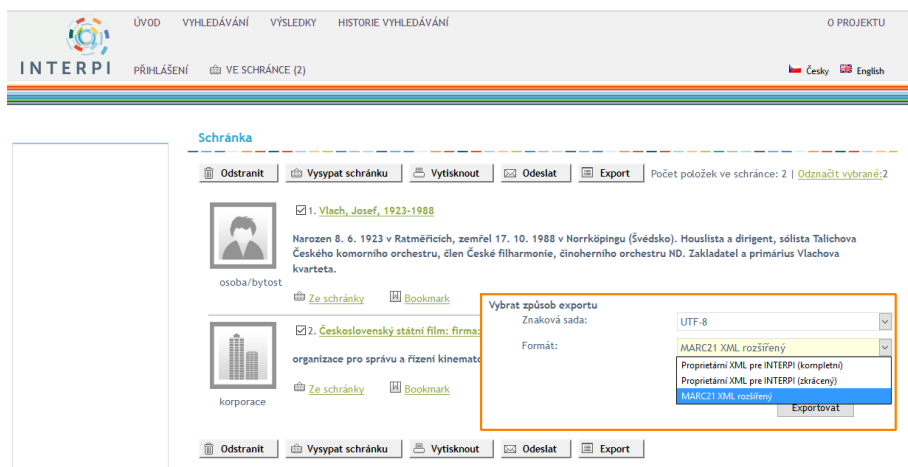 ÚVOD VYHLEDÁVÁNÍ VÝSLEDKY HISTORIE VYHLEDÁVÁNÍ O PROJEKTU
INTERPI PŘIHLÁŠENÍ VE SCHRÁNCE (2) Česky English
Schránka
Odstranit Vysypat schránku Vytisknout Odeslat Export Počet položek ve schránce: 2 | Odznačit vybrané:2
1. Vlach, Josef, 1923-1988
Narozen 8. 6. 1923 v Ratměřicích, zemřel 17. 10. 1988 v Norrköpingu (Švédsko). Houslista a dirigent, sólista Talichova
Českého komorního orchestru, člen České filharmonie, činoherního orchestru ND. Zakladatel a primárius Vlachova
kvarteta.
osoba/bytost
Ze schránky Bookmark
2. Československý státní film: firma:
organizace pro správu a řízení kinemato
Ze schránky Bookmark
korporace
Vybrat způsob exportu
Znaková sada: UTF-8
Formát: MARC21 XML rozšířený
Proprietární XML pre INTERPI (kompletní)
Proprietární XML pre INTERPI (zkrácený)
MARC21 XML rozšířený
Exportovat
Odstranit Vysypat schránku Vytisknout Odeslat Export